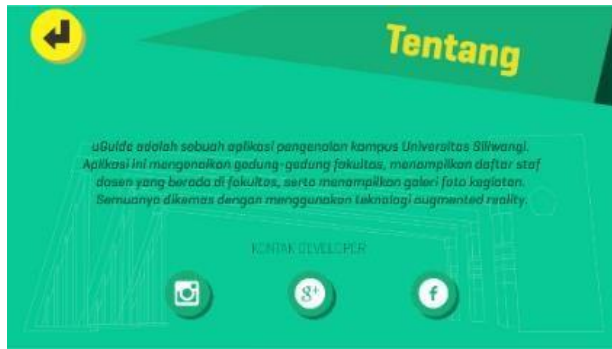 Tentang
uGuide adalah sebuah aplikasi pengenalan kampus Universitas Siliwangi.
Aplikasi ini mengenalkan gedung-gedung fakultas, menampilkan daftar staf
dosen yang berada di fakultas, serta menampilkan galeri foto kegiatan.
Semuanya dikemas dengan menggunakan teknologi augmented reality.
KONTAK DEVELOPER
g+ f